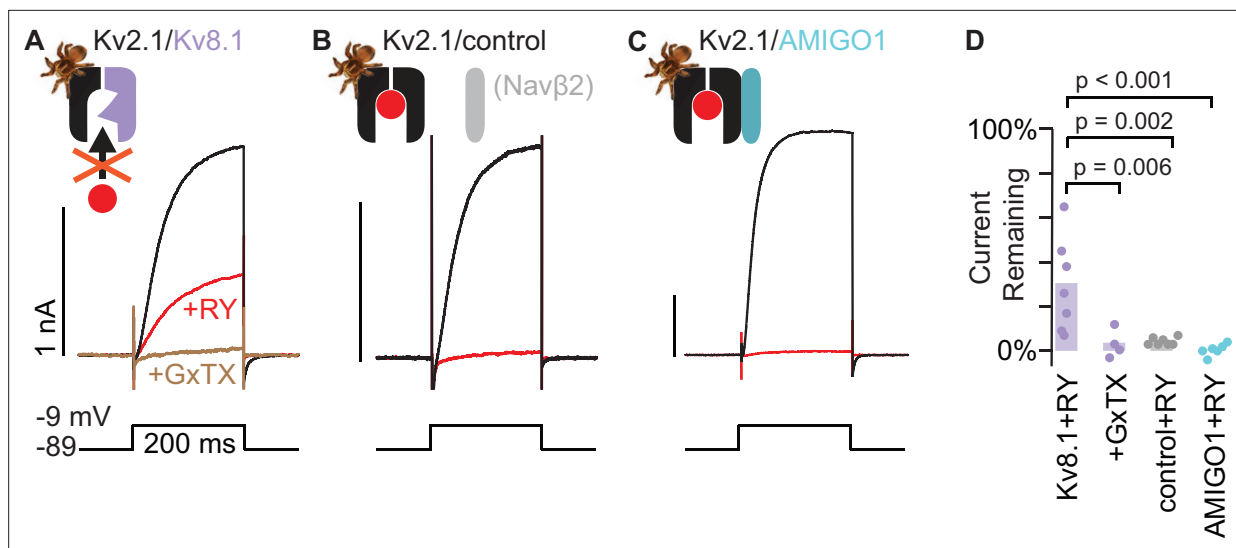 A Kv2.1/Kv8.1
B Kv2.1/control
(Navβ2)
C Kv2.1/AMIGO1
D
1 nA
+RY
+GxTX
-9 mV
-89
200 ms
p < 0.001
p = 0.002
p = 0.006
100%
0%
Current
Remaining
Kv8.1+RY
+GxTX
control+RY
AMIGO1+RY